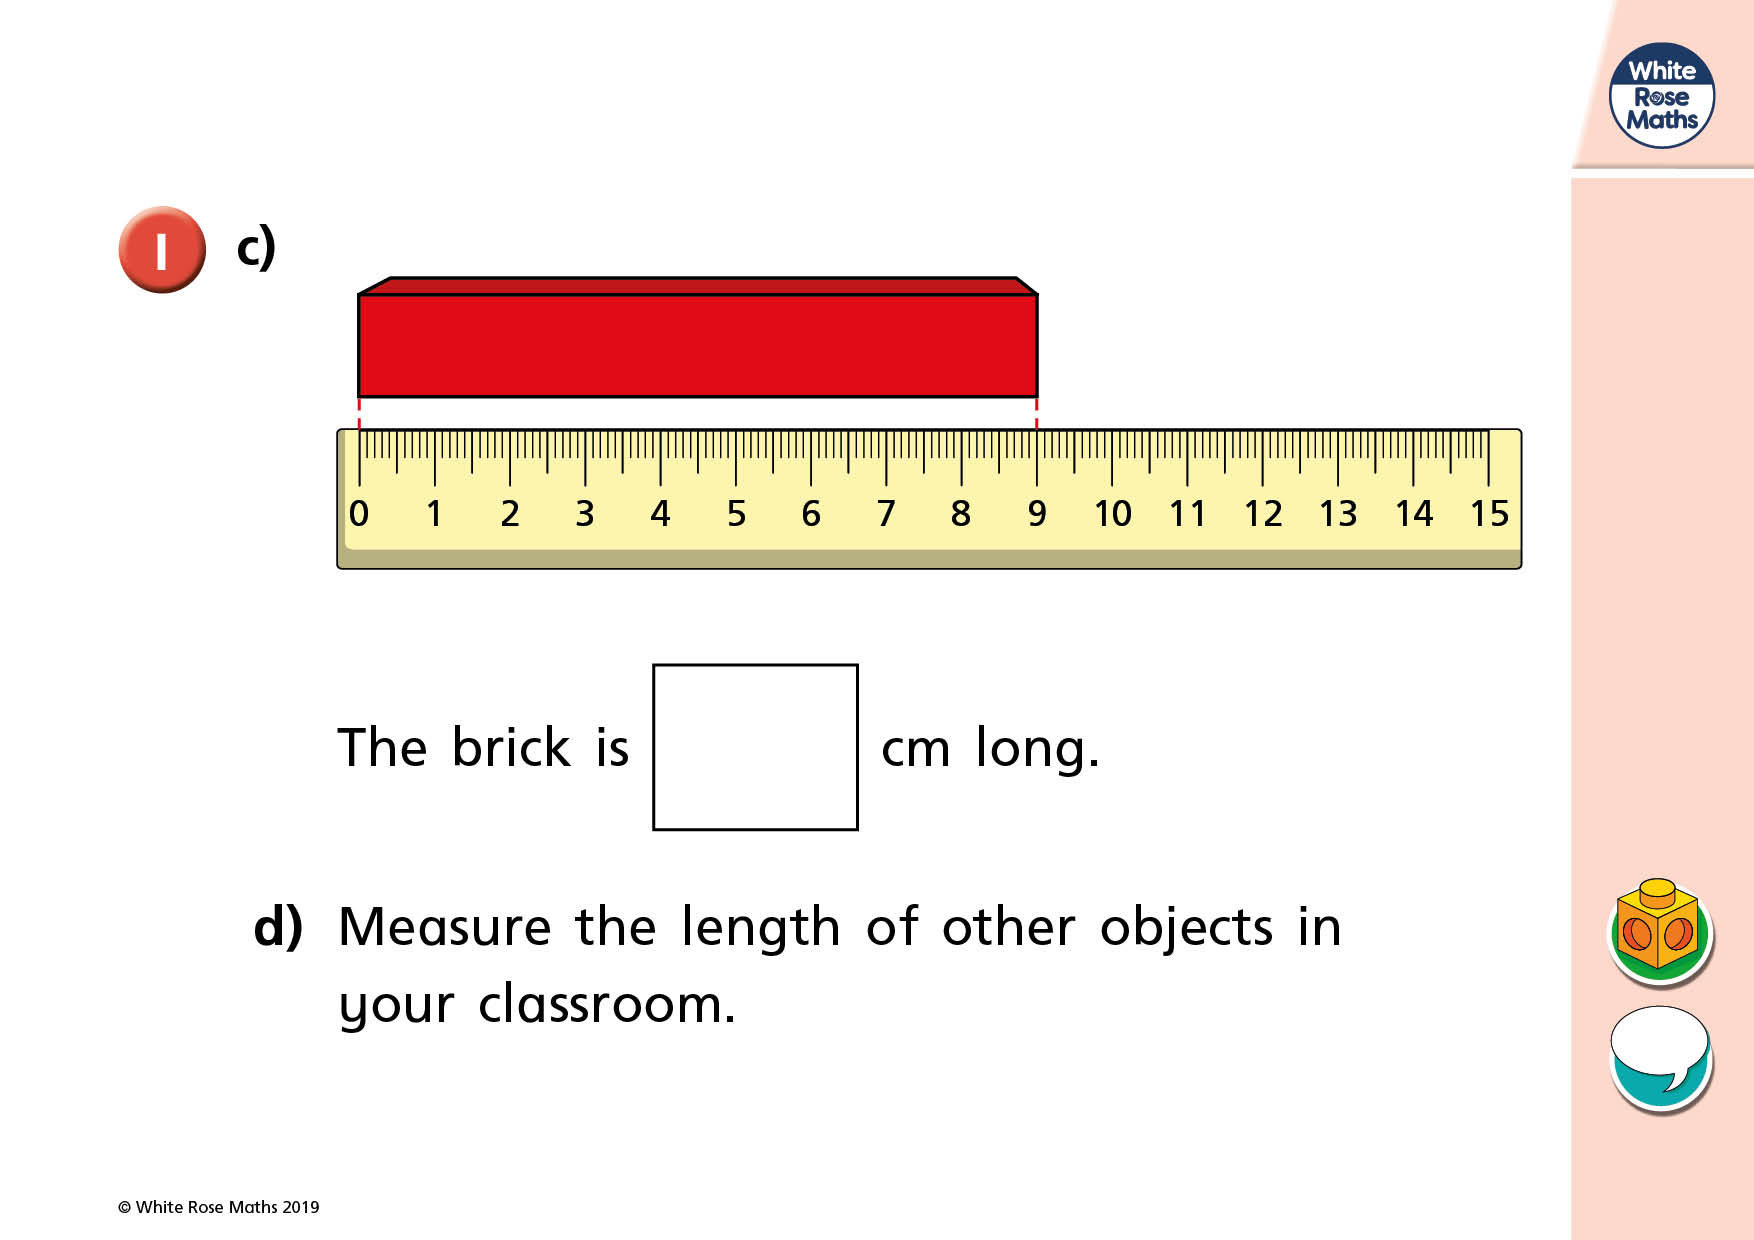 White
Rose
Maths
1 c)
0 1 2 3 4 5 6 7 8 9 10 11 12 13 14 15
The brick is cm long.
d) Measure the length of other objects in
your classroom.
© White Rose Maths 2019